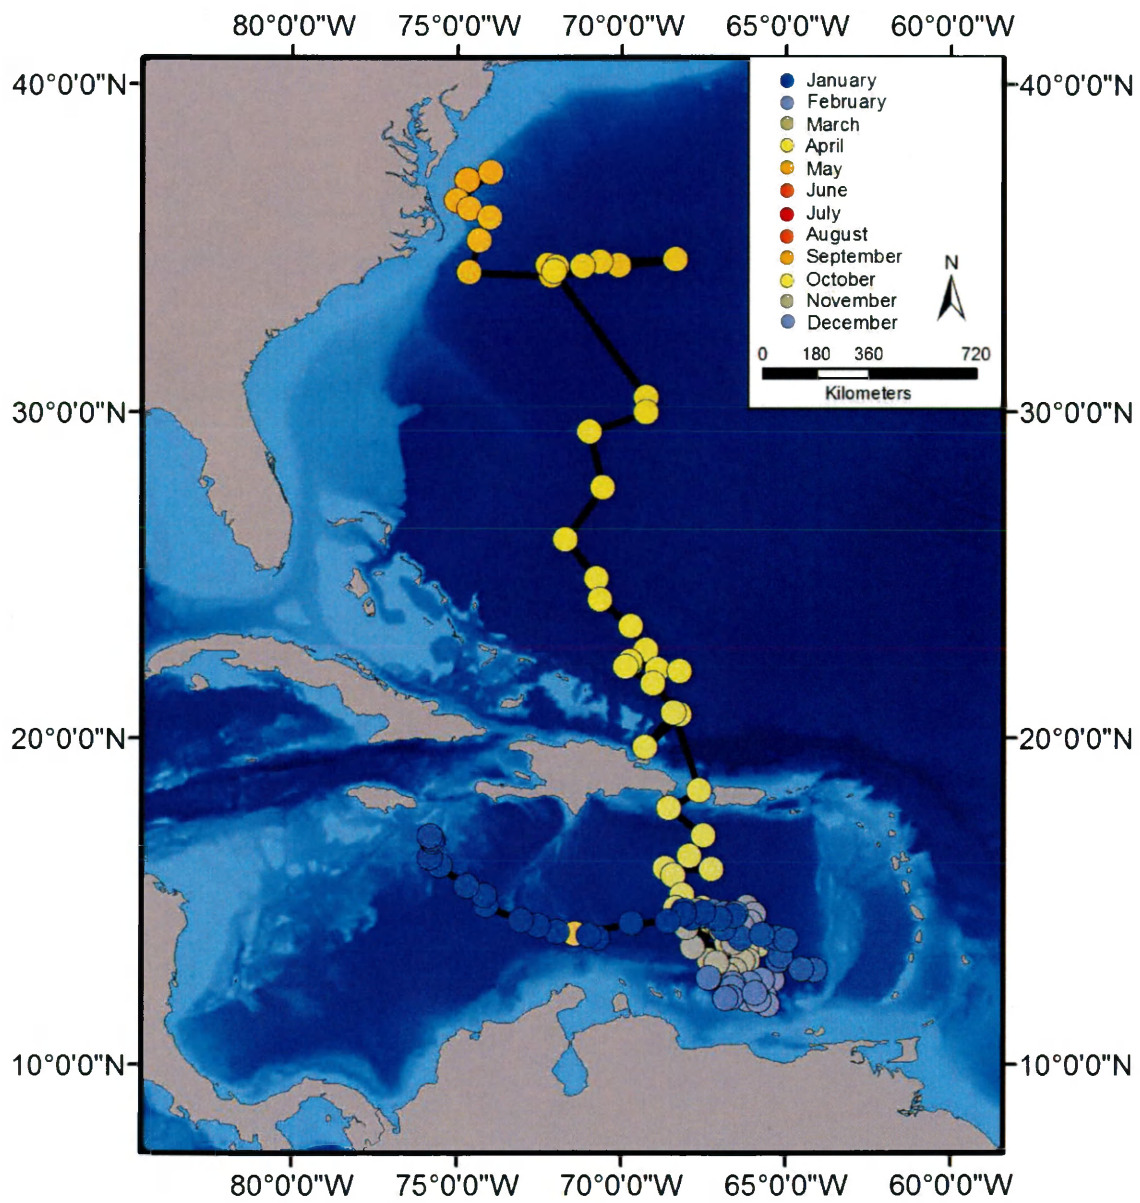 80°0'0"W 75°0'0"W 70°0'0"W 65°0'0"W 60°0'0"W
40°0'0"N 40°0'0"N
January
February
March
April
May
June
July
August
September
October
November
December
N
0 180 360 720
Kilometers
30°0'0"N 30°0'0"N
20°0'0"N 20°0'0"N
10°0'0"N 10°0'0"N
80°0'0"W 75°0'0"W 70°0'0"W 65°0'0"W 60°0'0"W